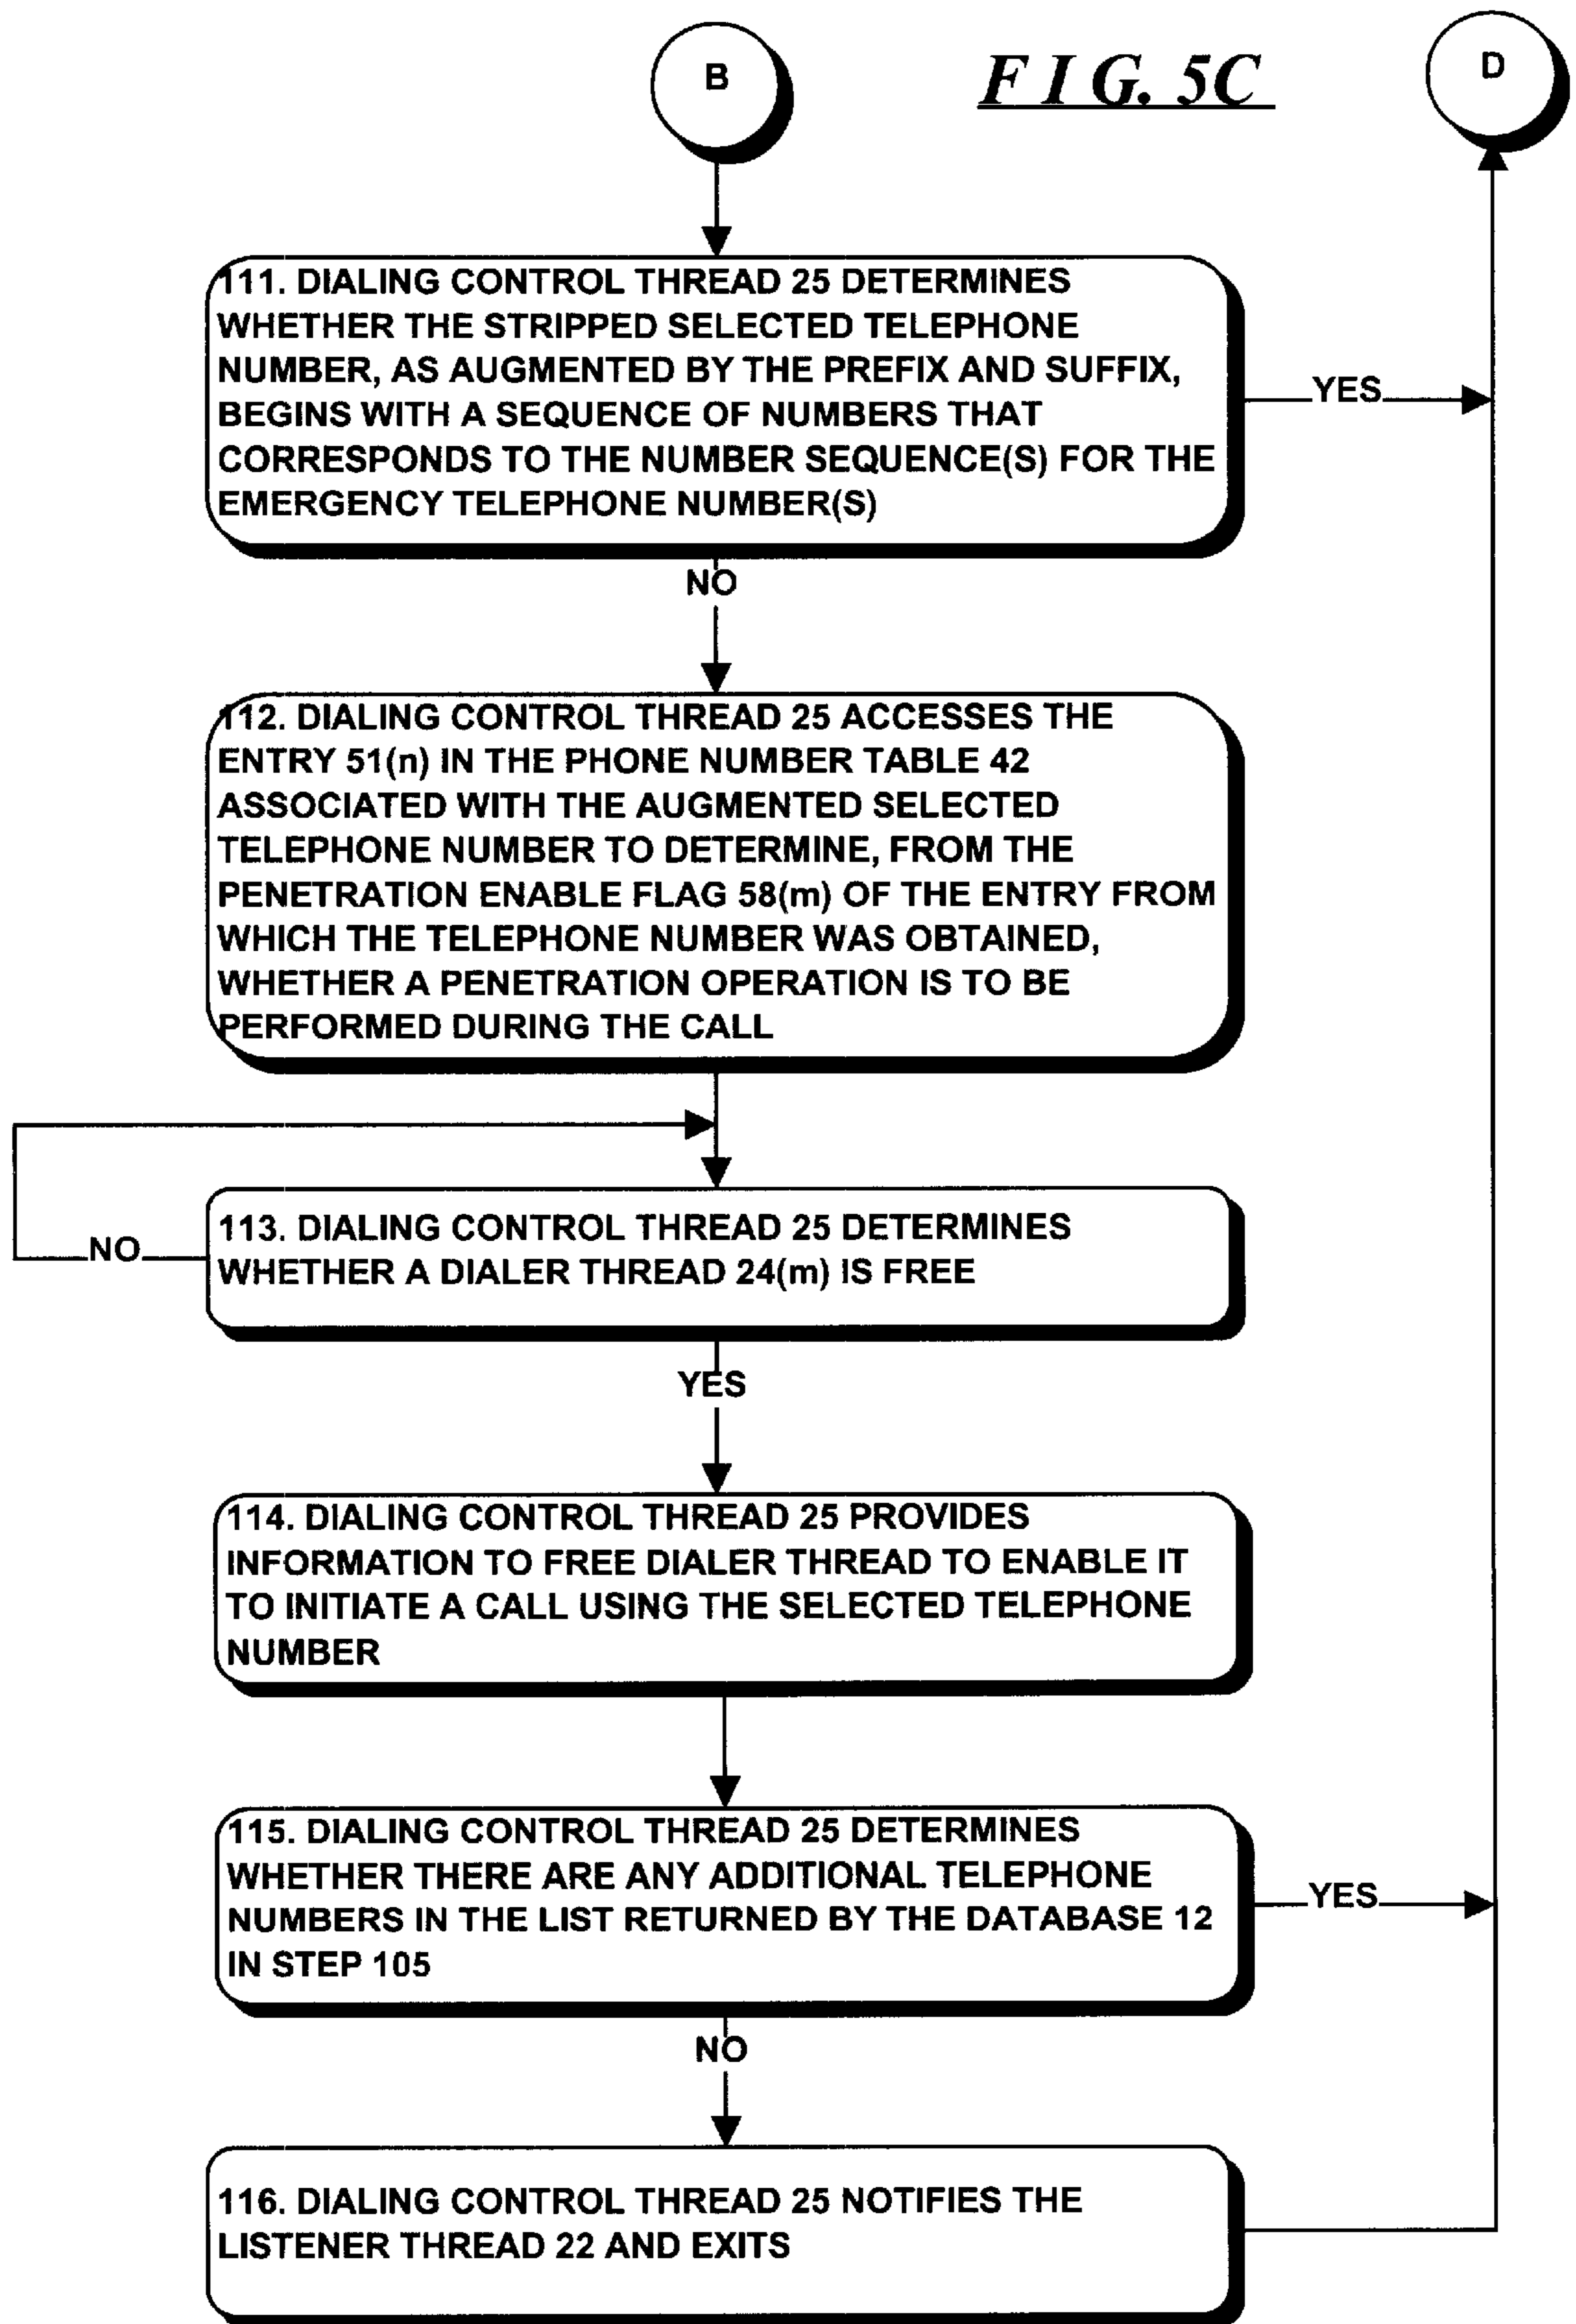 B
F I G. 5C
D
111. DIALING CONTROL THREAD 25 DETERMINES
WHETHER THE STRIPPED SELECTED TELEPHONE
NUMBER, AS AUGMENTED BY THE PREFIX AND SUFFIX,
BEGINS WITH A SEQUENCE OF NUMBERS THAT
CORRESPONDS TO THE NUMBER SEQUENCE(S) FOR THE
EMERGENCY TELEPHONE NUMBER(S)
YES
NO
112. DIALING CONTROL THREAD 25 ACCESSES THE
ENTRY 51(n) IN THE PHONE NUMBER TABLE 42
ASSOCIATED WITH THE AUGMENTED SELECTED
TELEPHONE NUMBER TO DETERMINE, FROM THE
PENETRATION ENABLE FLAG 58(m) OF THE ENTRY FROM
WHICH THE TELEPHONE NUMBER WAS OBTAINED,
WHETHER A PENETRATION OPERATION IS TO BE
PERFORMED DURING THE CALL
113. DIALING CONTROL THREAD 25 DETERMINES
WHETHER A DIALER THREAD 24(m) IS FREE
NO
YES
114. DIALING CONTROL THREAD 25 PROVIDES
INFORMATION TO FREE DIALER THREAD TO ENABLE IT
TO INITIATE A CALL USING THE SELECTED TELEPHONE
NUMBER
115. DIALING CONTROL THREAD 25 DETERMINES
WHETHER THERE ARE ANY ADDITIONAL TELEPHONE
NUMBERS IN THE LIST RETURNED BY THE DATABASE 12
IN STEP 105
YES
NO
116. DIALING CONTROL THREAD 25 NOTIFIES THE
LISTENER THREAD 22 AND EXITS